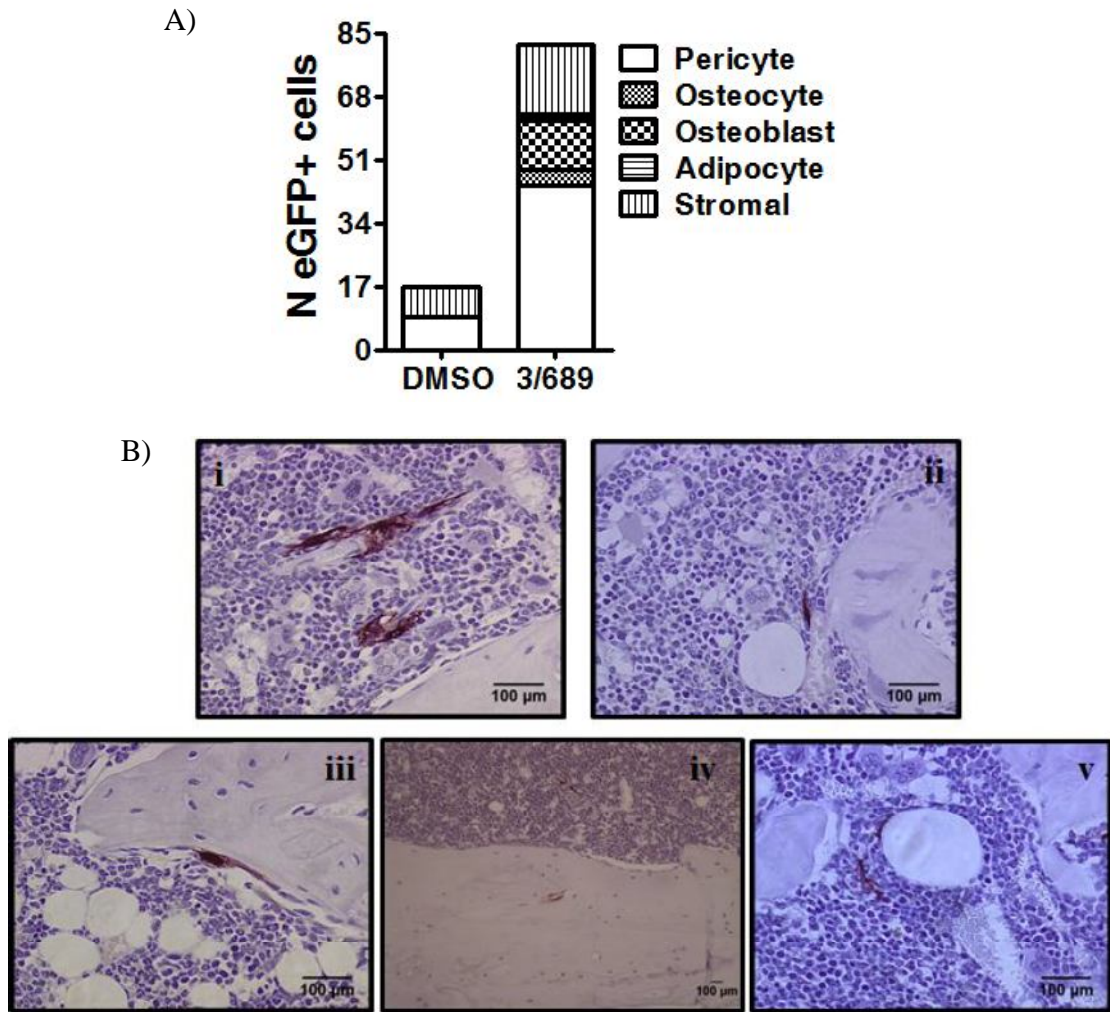 A)
N eGFP+ cells
85
68
51
34
17
0
DMSO 3/689
Pericyte
Osteocyte
Osteoblast
Adipocyte
Stromal
B)
i
100 µm
ii
100 µm
iii
100 µm
iv
100 µm
v
100 µm